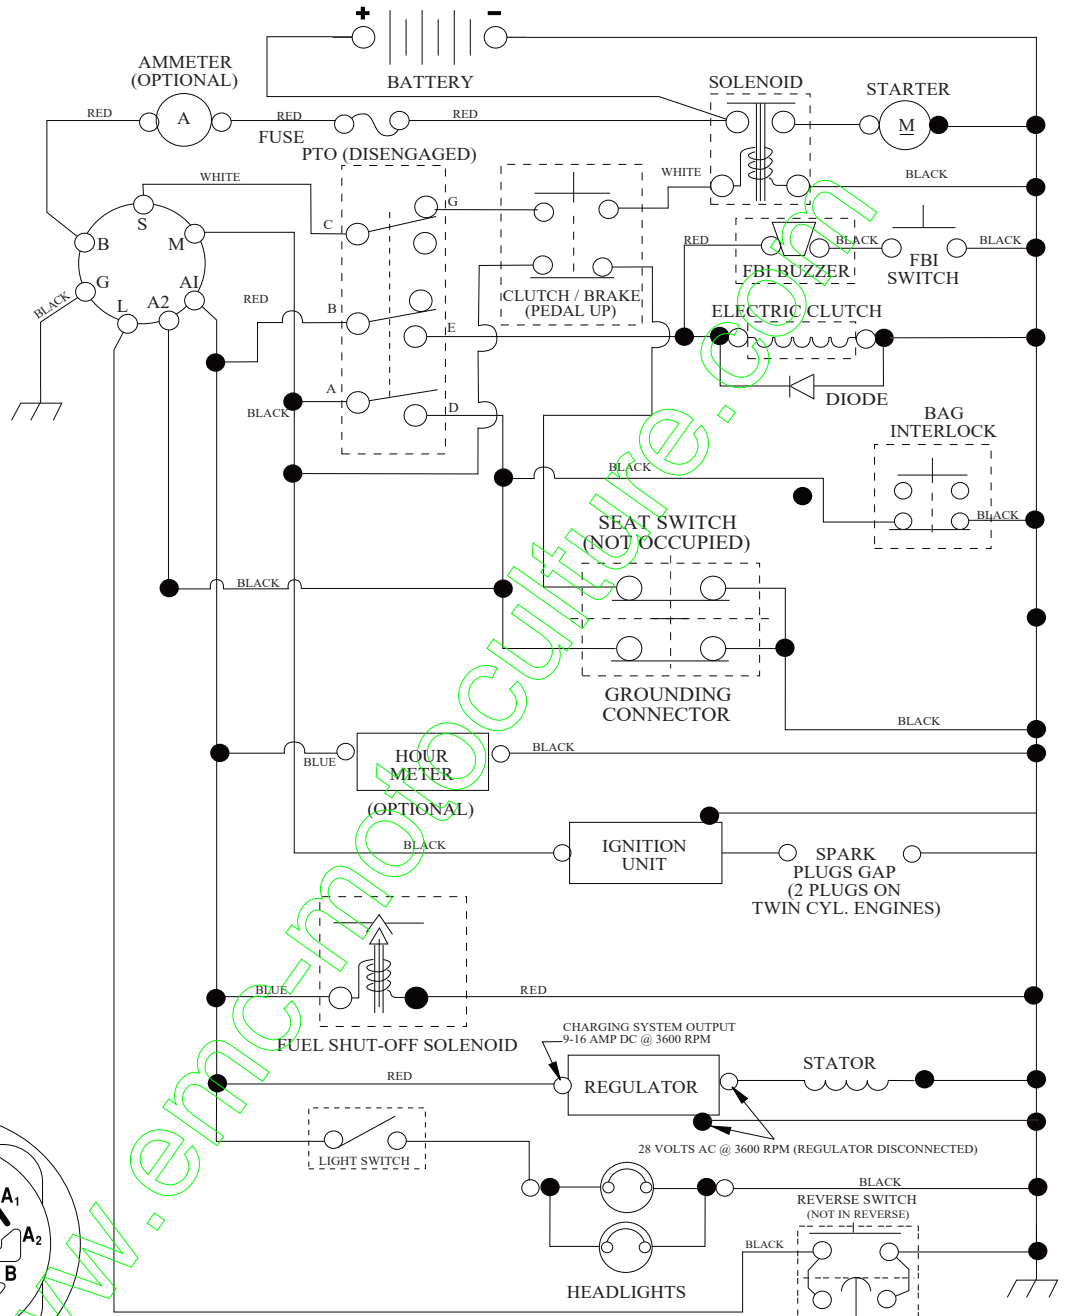 + −
AMMETER
(OPTIONAL)
BATTERY
SOLENOID
STARTER
RED
A
RED
FUSE
RED
M
PTO (DISENGAGED)
WHITE
WHITE
BLACK
S
C
G
M
B
RED
BLACK
BLACK
FBI BUZZER
FBI
SWITCH
G
BLACK
L
A2
A1
RED
CLUTCH / BRAKE
(PEDAL UP)
B
E
ELECTRIC CLUTCH
DIODE
A
D
BLACK
BAG
INTERLOCK
BLACK
BLACK
SEAT SWITCH
(NOT OCCUPIED)
BLACK
GROUNDING
CONNECTOR
BLACK
BLUE
HOUR
METER
BLACK
(OPTIONAL)
BLACK
IGNITION
UNIT
SPARK
PLUGS GAP
(2 PLUGS ON
TWIN CYL. ENGINES)
BLUE
RED
FUEL SHUT-OFF SOLENOID
CHARGING SYSTEM OUTPUT
9-16 AMP DC @ 3600 RPM
RED
REGULATOR
STATOR
28 VOLTS AC @ 3600 RPM (REGULATOR DISCONNECTED)
LIGHT SWITCH
BLACK
REVERSE SWITCH
(NOT IN REVERSE)
BLACK
HEADLIGHTS
A1
A2
B
www.emc-motoculture.com